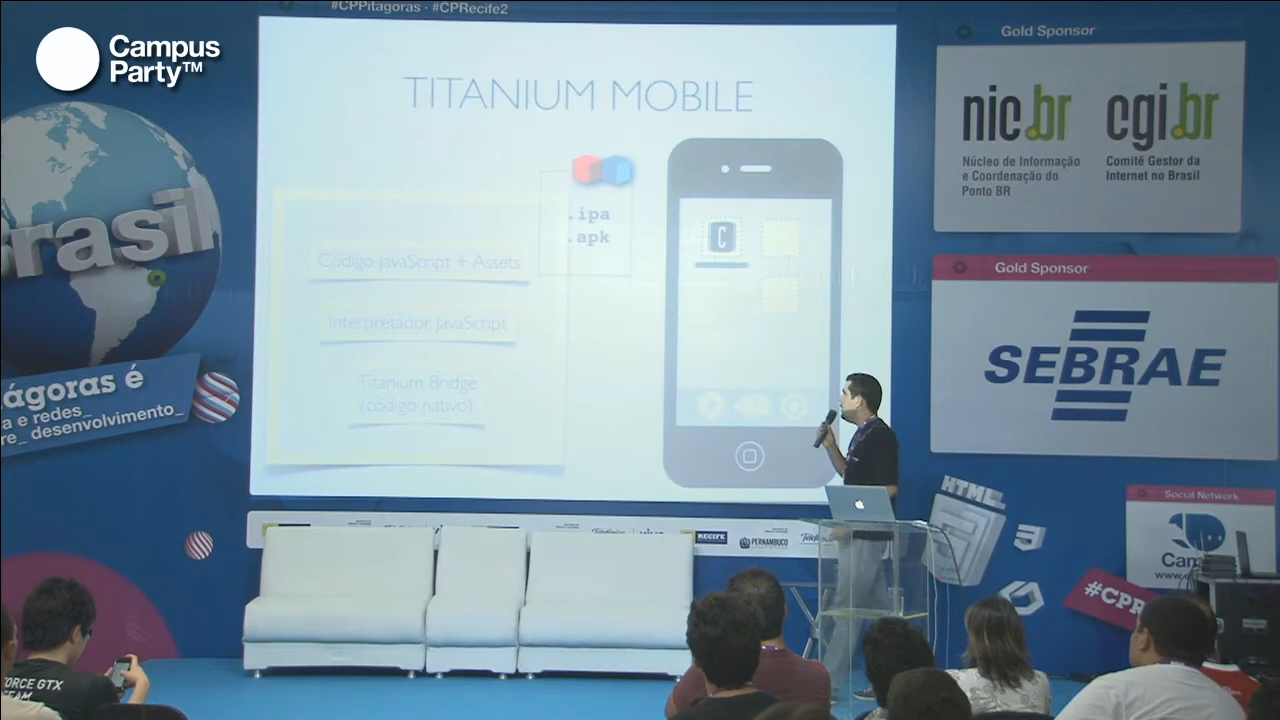 #CPPitagoras · #CPRecife2
Campus
Party™
TITANIUM MOBILE
.ipa
.apk
C
Código JavaScript + Assets
Interpretador JavaScript
Titanium Bridge
(código nativo)
Gold Sponsor
nic.br
Núcleo de Informação
e Coordenação do
Ponto BR
cgi.br
Comitê Gestor da
Internet no Brasil
Gold Sponsor
SEBRAE
Brasil
ágoras é
a e redes_
re_ desenvolvimento_
HTML
Social Network
RECIFE
PERNAMBUCO
#CPR
ORCE GTX